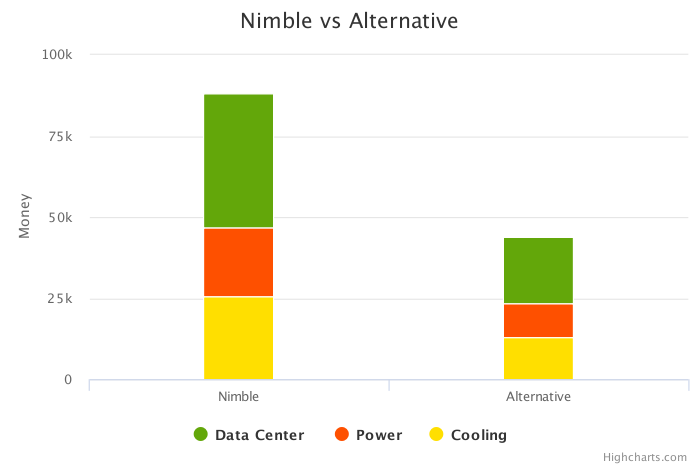 Nimble vs Alternative
100k
75k
50k
25k
0
Money
Nimble Alternative
Data Center Power Cooling
Highcharts.com